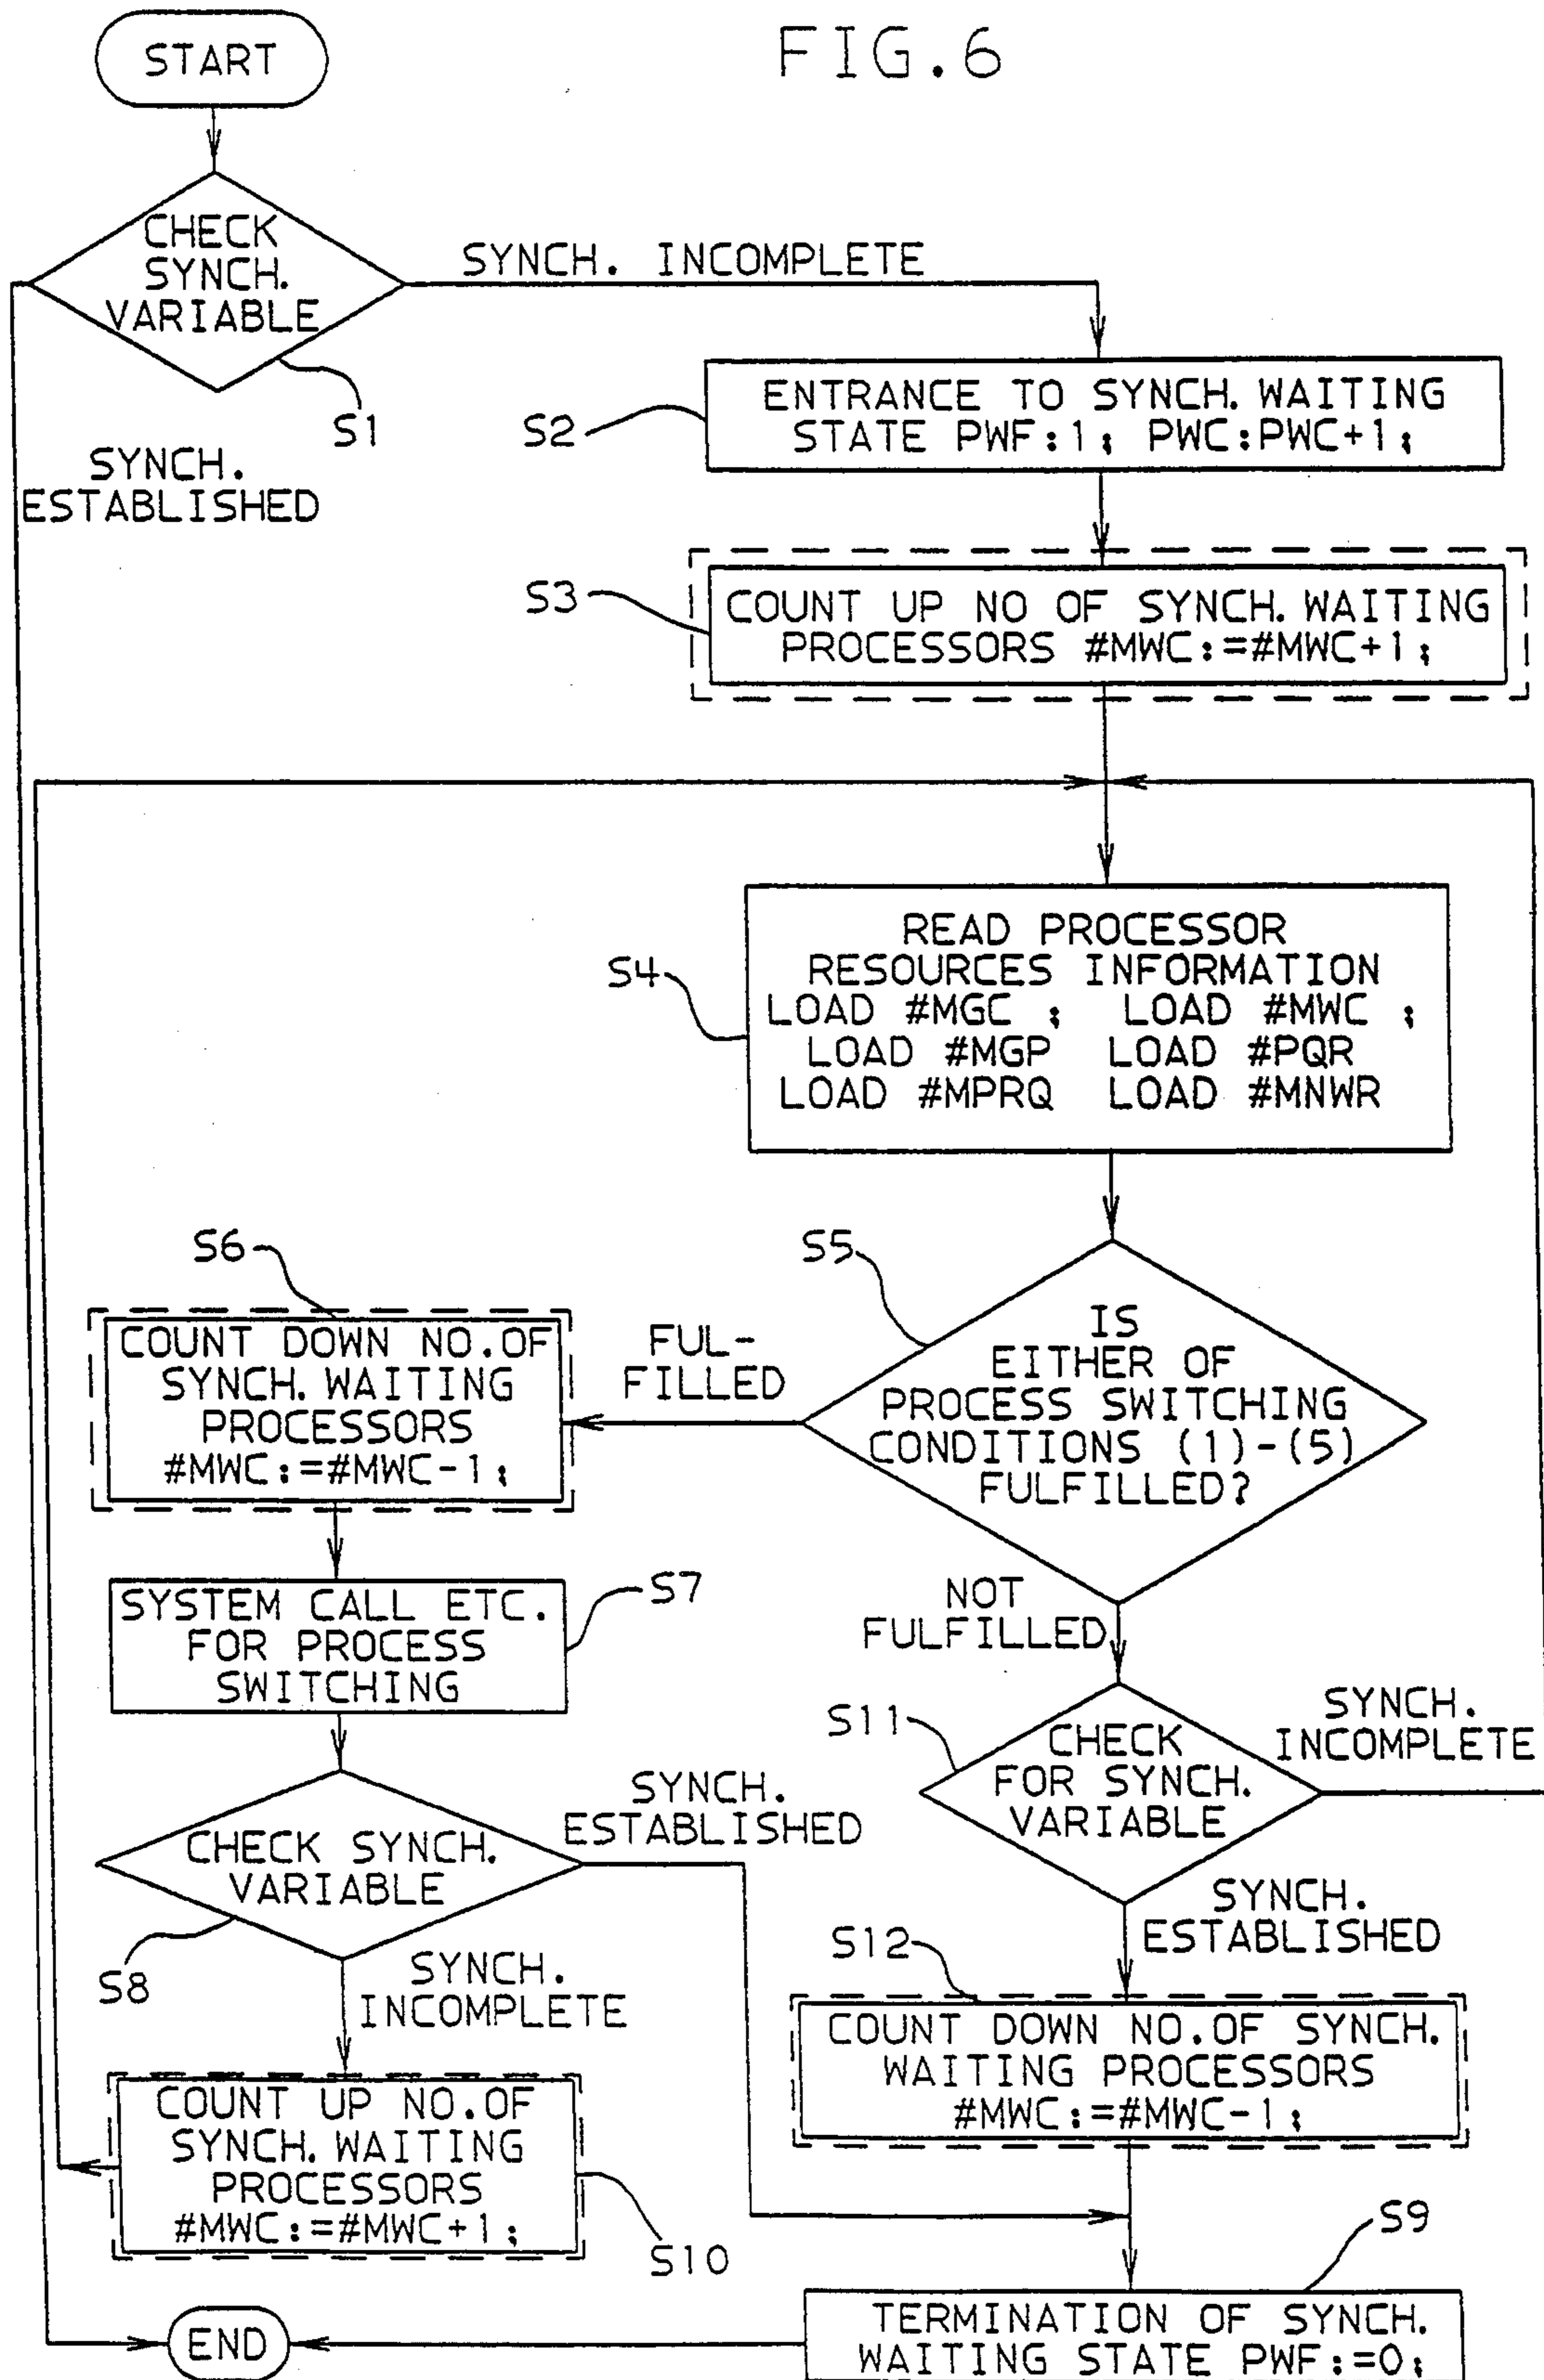 FIG.6
START
CHECK
SYNCH.
VARIABLE
S1
SYNCH. INCOMPLETE
SYNCH.
ESTABLISHED
S2
ENTRANCE TO SYNCH. WAITING
STATE PWF:1; PWC:PWC+1;
S3
COUNT UP NO OF SYNCH. WAITING
PROCESSORS #MWC:=#MWC+1;
S4
READ PROCESSOR
RESOURCES INFORMATION
LOAD #MGC ; LOAD #MWC ;
LOAD #MGP LOAD #PQR
LOAD #MPRQ LOAD #MNWR
S5
IS
EITHER OF
PROCESS SWITCHING
CONDITIONS (1)-(5)
FULFILLED?
FUL-
FILLED
S6
COUNT DOWN NO.OF
SYNCH. WAITING
PROCESSORS
#MWC:=#MWC-1;
S7
SYSTEM CALL ETC.
FOR PROCESS
SWITCHING
NOT
FULFILLED
S11
CHECK
FOR SYNCH.
VARIABLE
SYNCH.
INCOMPLETE
CHECK SYNCH.
VARIABLE
S8
SYNCH.
ESTABLISHED
SYNCH.
INCOMPLETE
SYNCH.
ESTABLISHED
S12
COUNT DOWN NO.OF SYNCH.
WAITING PROCESSORS
#MWC:=#MWC-1;
COUNT UP NO.OF
SYNCH. WAITING
PROCESSORS
#MWC:=#MWC+1;
S10
S9
TERMINATION OF SYNCH.
WAITING STATE PWF:=0;
END